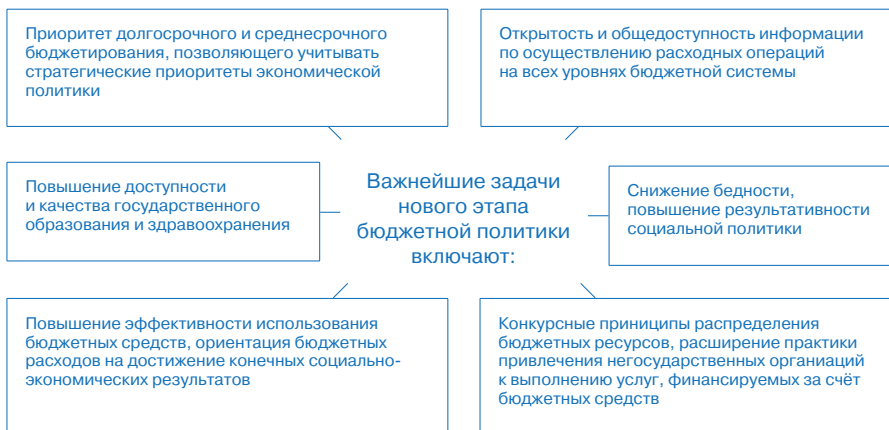 Приоритет долгосрочного и среднесрочного
бюджетирования, позволяющего учитывать
стратегические приоритеты экономической
политики
Открытость и общедоступность информации
по осуществлению расходных операций
на всех уровнях бюджетной системы
Повышение доступности
и качества государственного
образования и здравоохранения
Важнейшие задачи
нового этапа
бюджетной политики
включают:
Снижение бедности,
повышение результативности
социальной политики
Повышение эффективности использования
бюджетных средств, ориентация бюджетных
расходов на достижение конечных социально-
экономических результатов
Конкурсные приниципы распределения
бюджетных ресурсов, расширение практики
привлечения негосударственных органиаций
к выполнению услуг, финансируемых за счёт
бюджетных средств